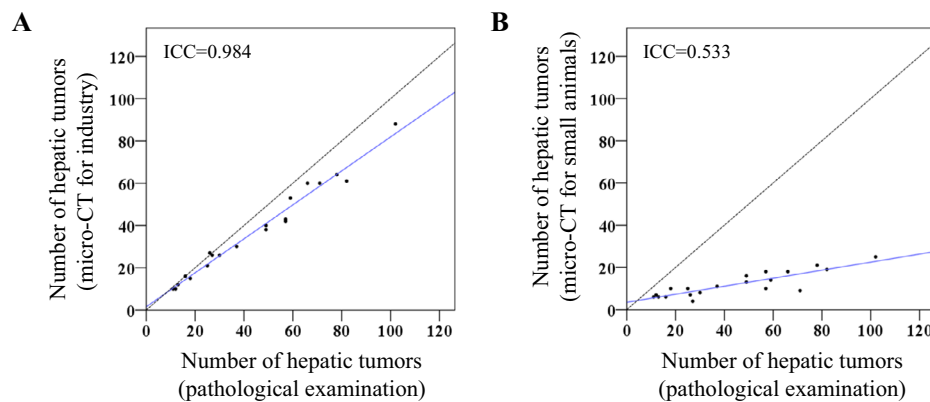 A
ICC=0.984
Number of hepatic tumors
(micro-CT for industry)
120
100
80
60
40
20
0
0 20 40 60 80 100 120
Number of hepatic tumors
(pathological examination)
B
ICC=0.533
Number of hepatic tumors
(micro-CT for small animals)
120
100
80
60
40
20
0
0 20 40 60 80 100 120
Number of hepatic tumors
(pathological examination)